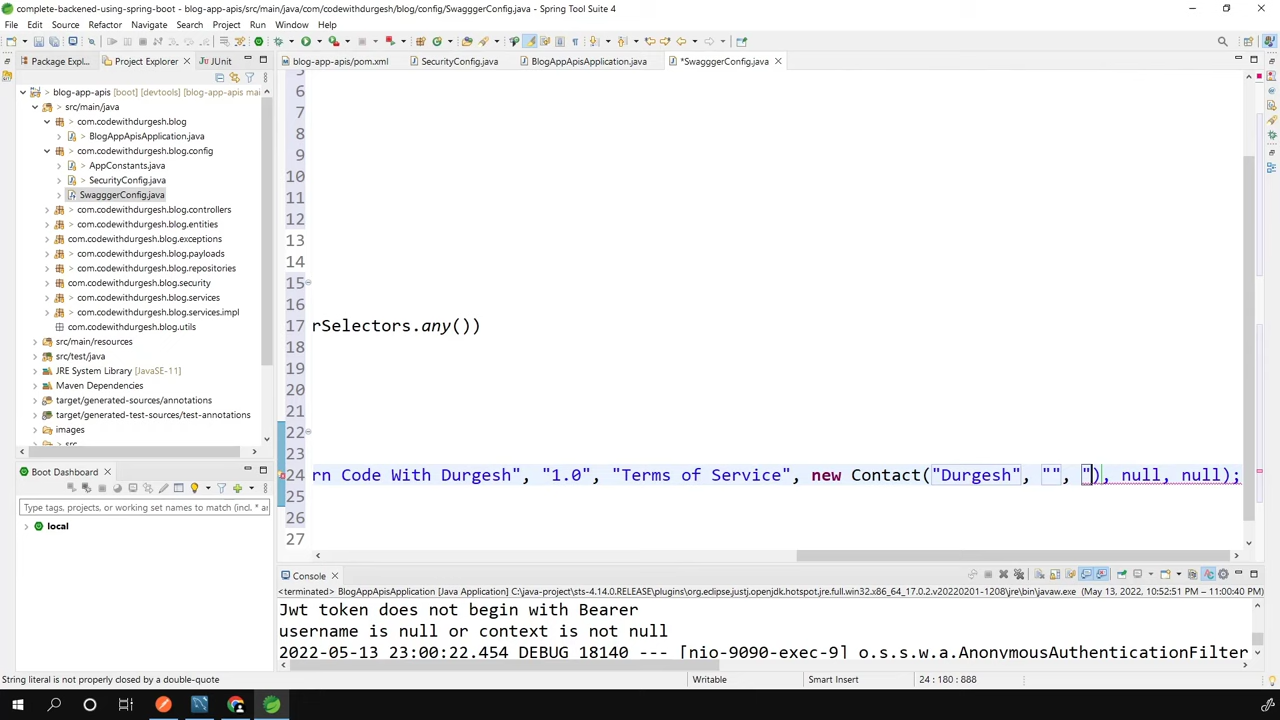 complete-backened-using-spring-boot - blog-app-apis/src/main/java/com/codewithdurgesh/blog/config/SwagggerConfig.java - Spring Tool Suite 4
File Edit Source Refactor Navigate Search Project Run Window Help
Package Expl... Project Explorer JUnit
blog-app-apis/pom.xml SecurityConfig.java BlogAppApisApplication.java *SwagggerConfig.java
blog-app-apis [boot] [devtools] [blog-app-apis mai
src/main/java
com.codewithdurgesh.blog
> BlogAppApisApplication.java
> com.codewithdurgesh.blog.config
> AppConstants.java
> SecurityConfig.java
SwagggerConfig.java
> com.codewithdurgesh.blog.controllers
> com.codewithdurgesh.blog.entities
com.codewithdurgesh.blog.exceptions
> com.codewithdurgesh.blog.payloads
> com.codewithdurgesh.blog.repositories
com.codewithdurgesh.blog.security
> com.codewithdurgesh.blog.services
> com.codewithdurgesh.blog.services.impl
com.codewithdurgesh.blog.utils
src/main/resources
src/test/java
JRE System Library [JavaSE-11]
Maven Dependencies
target/generated-sources/annotations
target/generated-test-sources/test-annotations
images
> src
Boot Dashboard
Type tags, projects, or working set names to match (incl. * ar
local
5
6
7
8
9
10
11
12
13
14
15
16
17 rSelectors.any())
18
19
20
21
22
23
24 rn Code With Durgesh", "1.0", "Terms of Service", new Contact("Durgesh", "", "), null, null);
25
26
27
Console
<terminated> BlogAppApisApplication [Java Application] C:\java-project\sts-4.14.0.RELEASE\plugins\org.eclipse.justj.openjdk.hotspot.jre.full.win32.x86_64_17.0.2.v20220201-1208\jre\bin\javaw.exe (May 13, 2022, 10:52:51 PM – 11:00:40 PM)
Jwt token does not begin with Bearer
username is null or context is not null
2022-05-13 23:00:22.454 DEBUG 18140 --- [nio-9090-exec-9] o.s.s.w.a.AnonymousAuthenticationFilter
String literal is not properly closed by a double-quote Writable Smart Insert 24 : 180 : 888